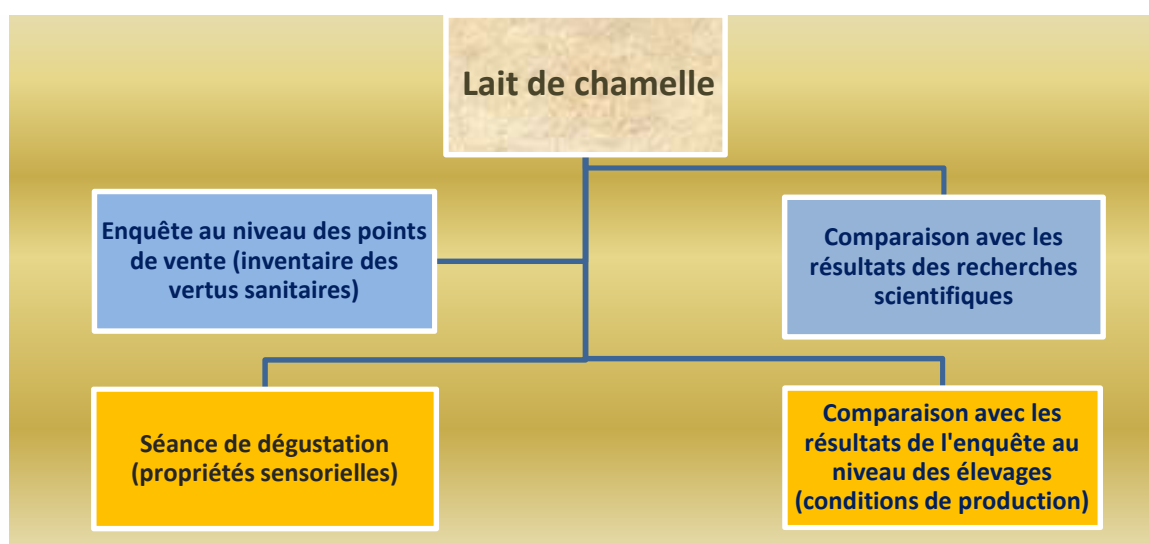 Lait de chamelle
Enquête au niveau des points
de vente (inventaire des
vertus sanitaires)
Comparaison avec les
résultats des recherches
scientifiques
Séance de dégustation
(propriétés sensorielles)
Comparaison avec les
résultats de l'enquête au
niveau des élevages
(conditions de production)